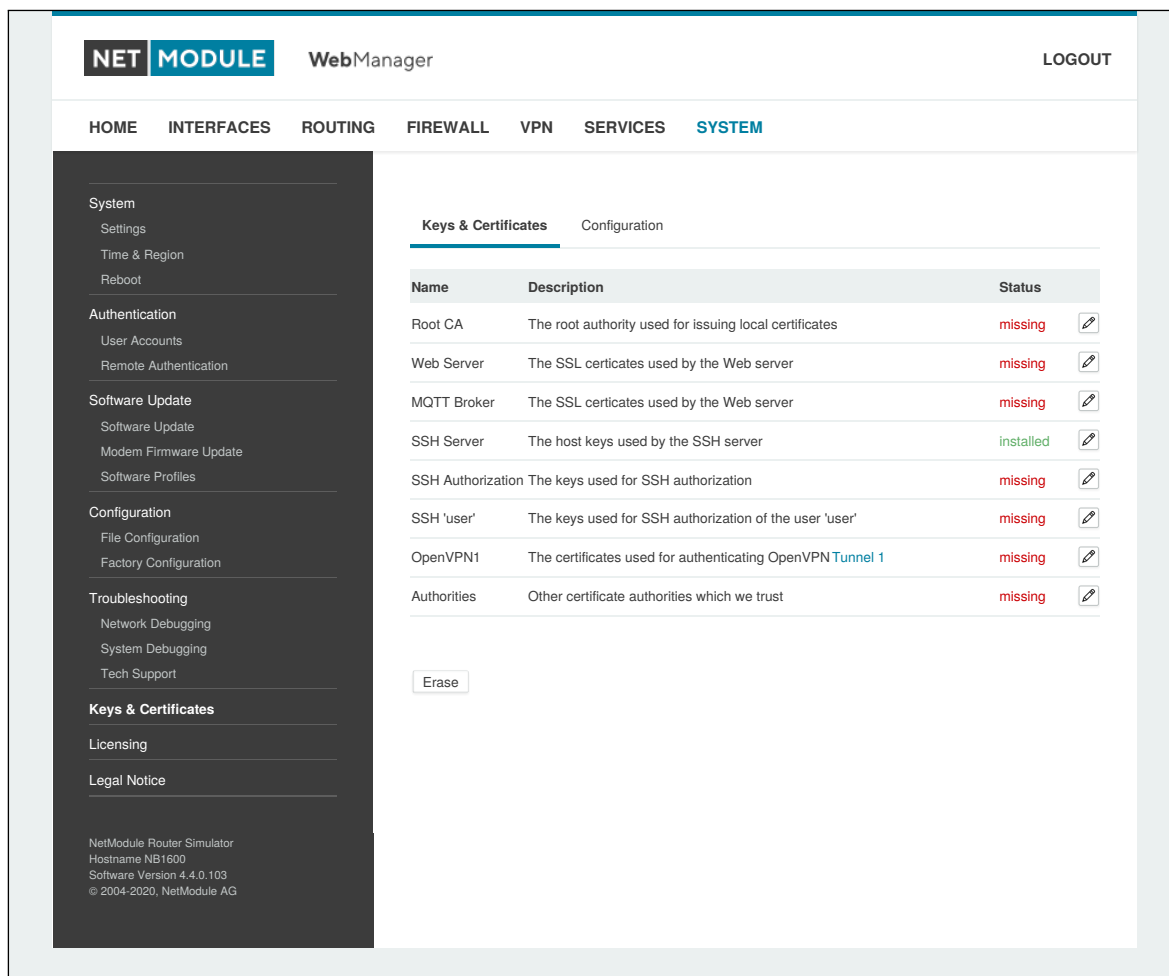 NET MODULE WebManager LOGOUT
HOME INTERFACES ROUTING FIREWALL VPN SERVICES SYSTEM
System
Settings
Time & Region
Reboot
Authentication
User Accounts
Remote Authentication
Software Update
Software Update
Modem Firmware Update
Software Profiles
Configuration
File Configuration
Factory Configuration
Troubleshooting
Network Debugging
System Debugging
Tech Support
Keys & Certificates
Licensing
Legal Notice
NetModule Router Simulator
Hostname NB1600
Software Version 4.4.0.103
© 2004-2020, NetModule AG
Keys & Certificates Configuration
Name Description Status
Root CA The root authority used for issuing local certificates missing
Web Server The SSL certicates used by the Web server missing
MQTT Broker The SSL certicates used by the Web server missing
SSH Server The host keys used by the SSH server installed
SSH Authorization The keys used for SSH authorization missing
SSH 'user' The keys used for SSH authorization of the user 'user' missing
OpenVPN1 The certificates used for authenticating OpenVPN Tunnel 1 missing
Authorities Other certificate authorities which we trust missing
Erase